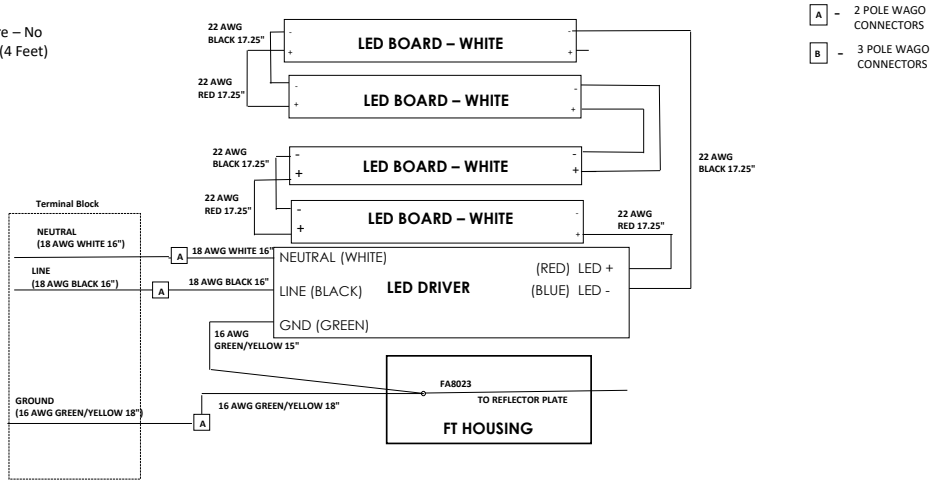 re – No
(4 Feet)
A - 2 POLE WAGO
CONNECTORS
B - 3 POLE WAGO
CONNECTORS
22 AWG
BLACK 17.25"
- LED BOARD – WHITE -
+ +
22 AWG
RED 17.25"
- LED BOARD – WHITE -
+ +
22 AWG
BLACK 17.25"
- LED BOARD – WHITE -
+ +
22 AWG
BLACK 17.25"
22 AWG
RED 17.25"
- LED BOARD – WHITE -
+ +
22 AWG
RED 17.25"
Terminal Block
NEUTRAL
(18 AWG WHITE 16")
A
18 AWG WHITE 16"
NEUTRAL (WHITE)
(RED) LED +
LINE
(18 AWG BLACK 16")
A
18 AWG BLACK 16"
LINE (BLACK)
LED DRIVER
(BLUE) LED -
GND (GREEN)
16 AWG
GREEN/YELLOW 15"
GROUND
(16 AWG GREEN/YELLOW 18")
A
16 AWG GREEN/YELLOW 18"
FA8023
TO REFLECTOR PLATE
FT HOUSING